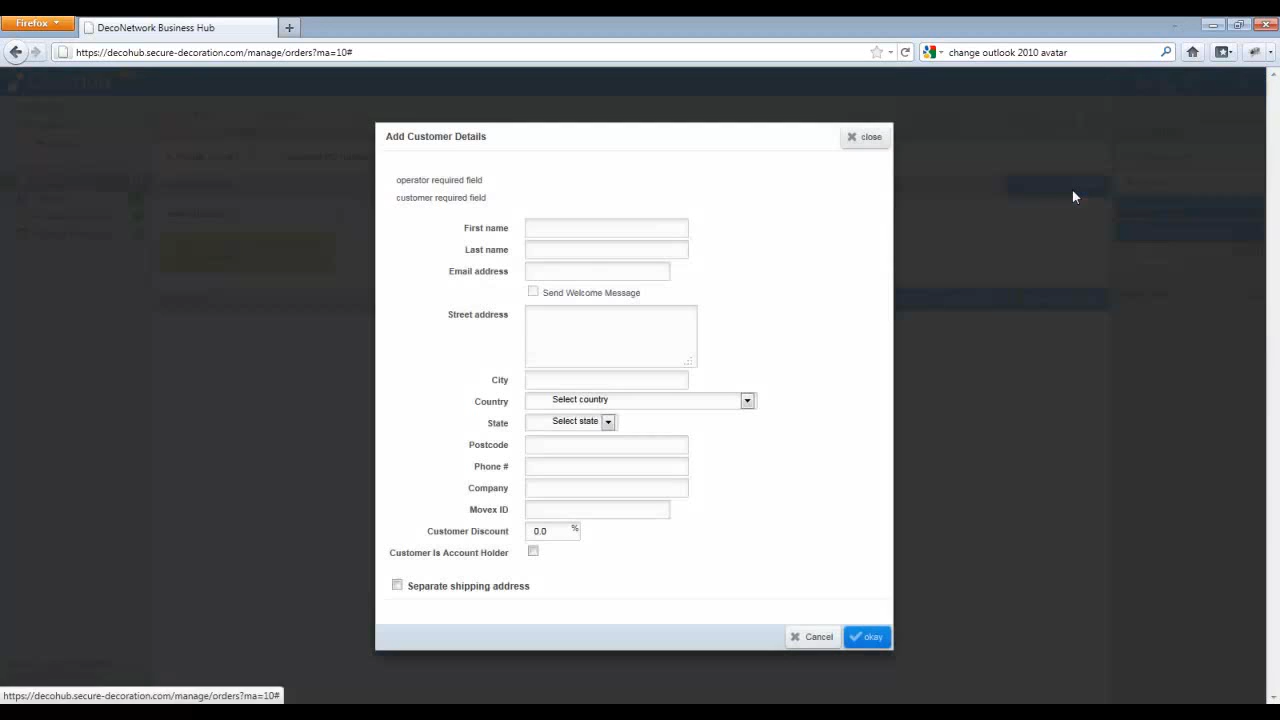 Firefox
DecoNetwork Business Hub
https://decohub.secure-decoration.com/manage/orders?ma=10#
change outlook 2010 avatar
Add Customer Details
close
operator required field
customer required field
First name
Last name
Email address
Send Welcome Message
Street address
City
Country Select country
State Select state
Postcode
Phone #
Company
Movex ID
Customer Discount 0.0 %
Customer Is Account Holder
Separate shipping address
Cancel okay
https://decohub.secure-decoration.com/manage/orders?ma=10#